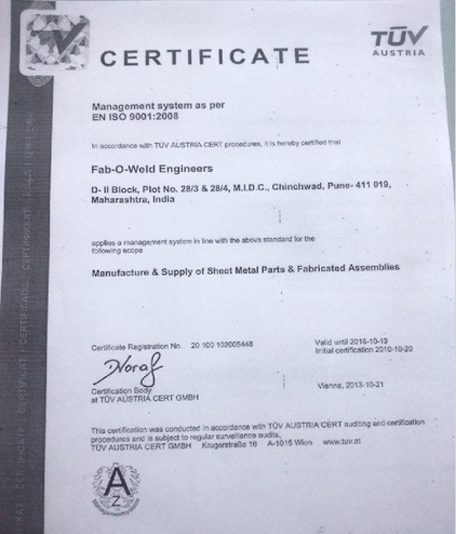 TÜV
AUSTRIA
CERTIFICATE
Management system as per
EN ISO 9001:2008
In accordance with TÜV AUSTRIA CERT procedures, it is hereby certified that
Fab-O-Weld Engineers
D- II Block, Plot No. 28/3 & 28/4, M.I.D.C., Chinchwad, Pune- 411 019,
Maharashtra, India
applies a management system in line with the above standard for the
following scope
Manufacture & Supply of Sheet Metal Parts & Fabricated Assemblies
Certificate Registration No. 20 100 102005448
Valid until 2016-10-19
Initial certification 2010-10-20
Certification Body
at TÜV AUSTRIA CERT GMBH
Vienna, 2013-10-21
This certification was conducted in accordance with TÜV AUSTRIA CERT auditing and certification
procedures and is subject to regular surveillance audits.
TÜV AUSTRIA CERT GMBH Krugerstraße 16 A-1015 Wien www.tuv.at
A
Z